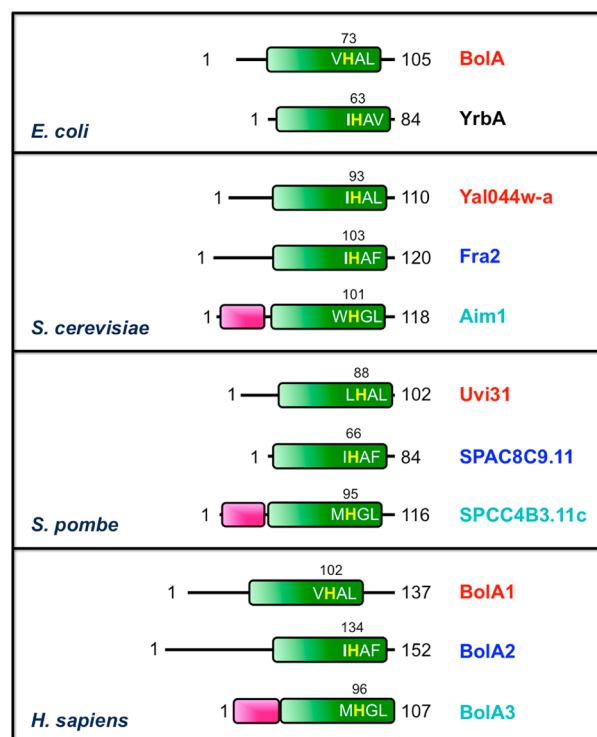 73
1 VHAL 105 BolA
63
1 IHAV 84 YrbA
E. coli
93
1 IHAL 110 Yal044w-a
103
1 IHAF 120 Fra2
101
1 WHGL 118 Aim1
S. cerevisiae
88
1 LHAL 102 Uvi31
66
1 IHAF 84 SPAC8C9.11
95
1 MHGL 116 SPCC4B3.11c
S. pombe
102
1 VHAL 137 BolA1
134
1 IHAF 152 BolA2
96
1 MHGL 107 BolA3
H. sapiens